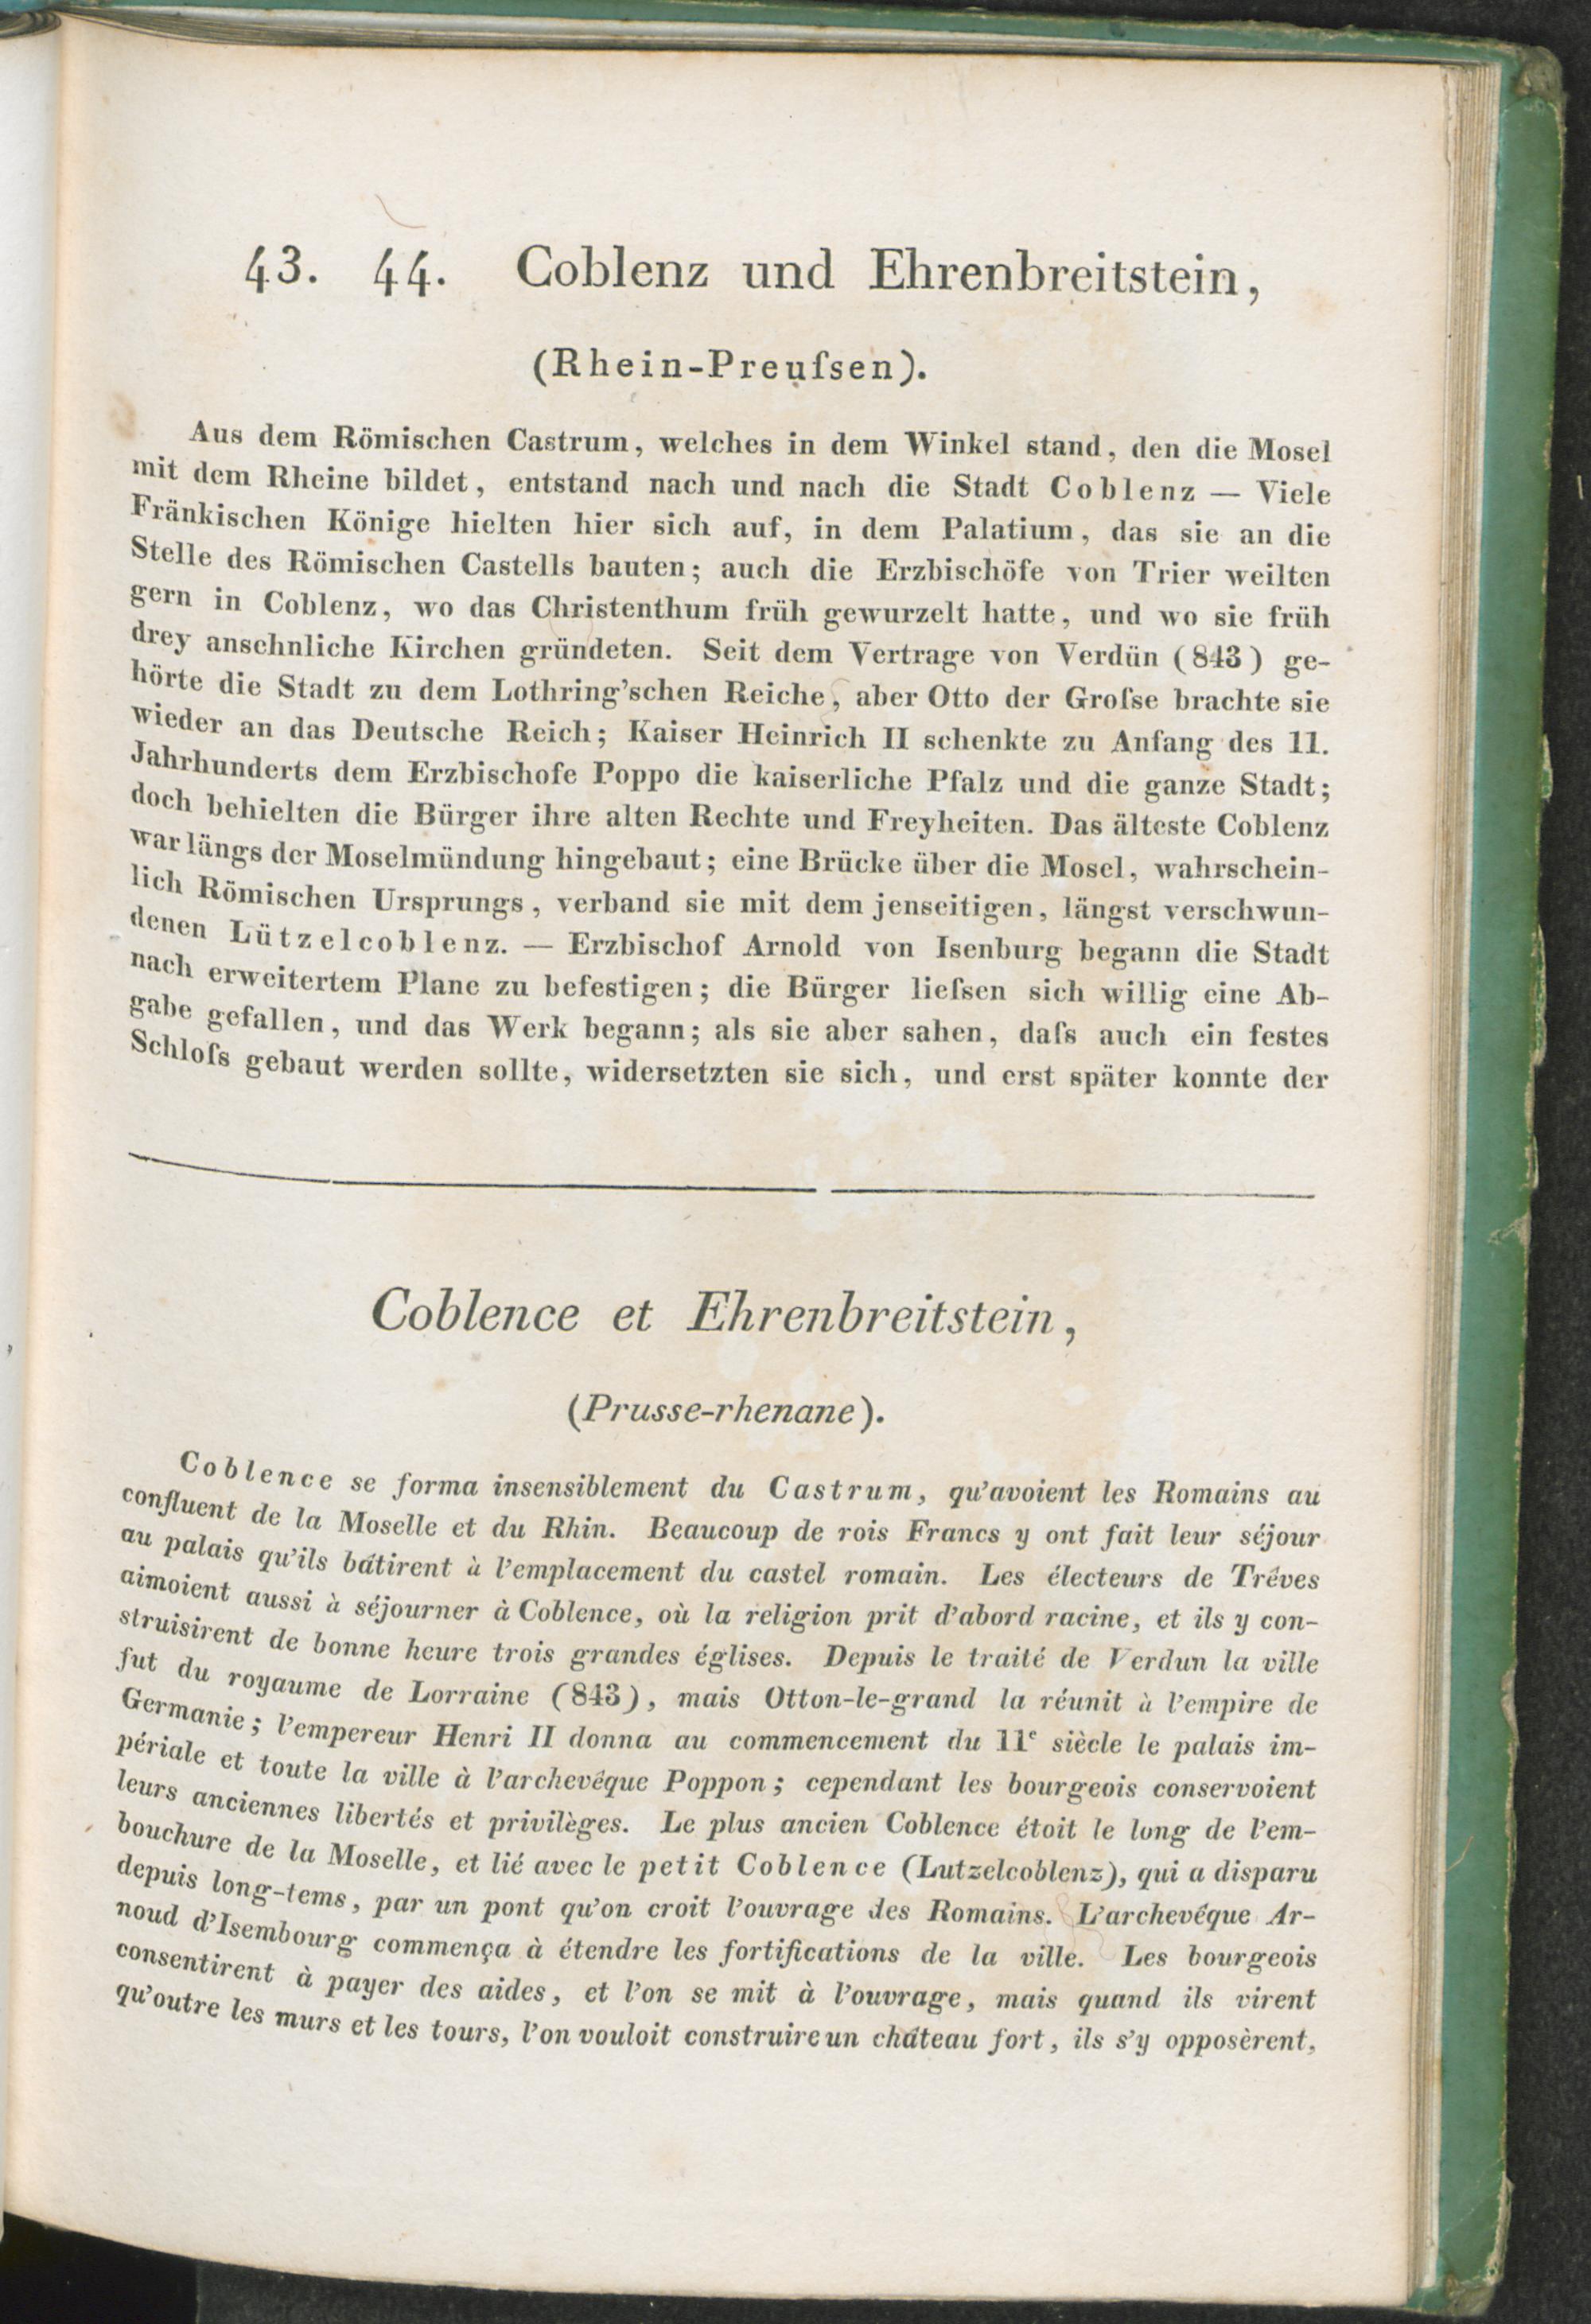 43. 44. Coblenz und Ehrenbreitstein,
(Rhein-Preuſsen).
Aus dem Römischen Castrum, welches in dem Winkel stand, den die Mosel
mit dem Rheine bildet, entstand nach und nach die Stadt Coblenz — Viele
Fränkischen Könige hielten hier sich auf, in dem Palatium, das sie an die
Stelle des Römischen Castells bauten; auch die Erzbischöfe von Trier weilten
gern in Coblenz, wo das Christenthum früh gewurzelt hatte, und wo sie früh
drey ansehnliche Kirchen gründeten. Seit dem Vertrage von Verdün (843) ge-
hörte die Stadt zu dem Lothring'schen Reiche, aber Otto der Groſse brachte sie
wieder an das Deutsche Reich; Kaiser Heinrich II schenkte zu Anfang des 11.
Jahrhunderts dem Erzbischofe Poppo die kaiserliche Pfalz und die ganze Stadt;
doch behielten die Bürger ihre alten Rechte und Freyheiten. Das älteste Coblenz
war längs der Moselmündung hingebaut; eine Brücke über die Mosel, wahrschein-
lich Römischen Ursprungs, verband sie mit dem jenseitigen, längst verschwun-
denen Lützelcoblenz. — Erzbischof Arnold von Isenburg begann die Stadt
nach erweitertem Plane zu befestigen; die Bürger lieſsen sich willig eine Ab-
gabe gefallen, und das Werk begann; als sie aber sahen, daſs auch ein festes
Schloſs gebaut werden sollte, widersetzten sie sich, und erst später konnte der
Coblence et Ehrenbreitstein,
(Prusse-rhenane).
Coblence se forma insensiblement du Castrum, qu'avoient les Romains au
confluent de la Moselle et du Rhin. Beaucoup de rois Francs y ont fait leur séjour
au palais qu'ils bâtirent à l'emplacement du castel romain. Les électeurs de Trêves
aimoient aussi à séjourner à Coblence, où la religion prit d'abord racine, et ils y con-
struisirent de bonne heure trois grandes églises. Depuis le traité de Verdun la ville
fut du royaume de Lorraine (843), mais Otton-le-grand la réunit à l'empire de
Germanie; l'empereur Henri II donna au commencement du 11e siècle le palais im-
périale et toute la ville à l'archevêque Poppon; cependant les bourgeois conservoient
leurs anciennes libertés et privilèges. Le plus ancien Coblence étoit le long de l'em-
bouchure de la Moselle, et lié avec le petit Coblence (Lutzelcoblenz), qui a disparu
depuis long-tems, par un pont qu'on croit l'ouvrage des Romains. L'archevêque Ar-
noud d'Isembourg commença à étendre les fortifications de la ville. Les bourgeois
consentirent à payer des aides, et l'on se mit à l'ouvrage, mais quand ils virent
qu'outre les murs et les tours, l'on vouloit construire un château fort, ils s'y opposèrent,